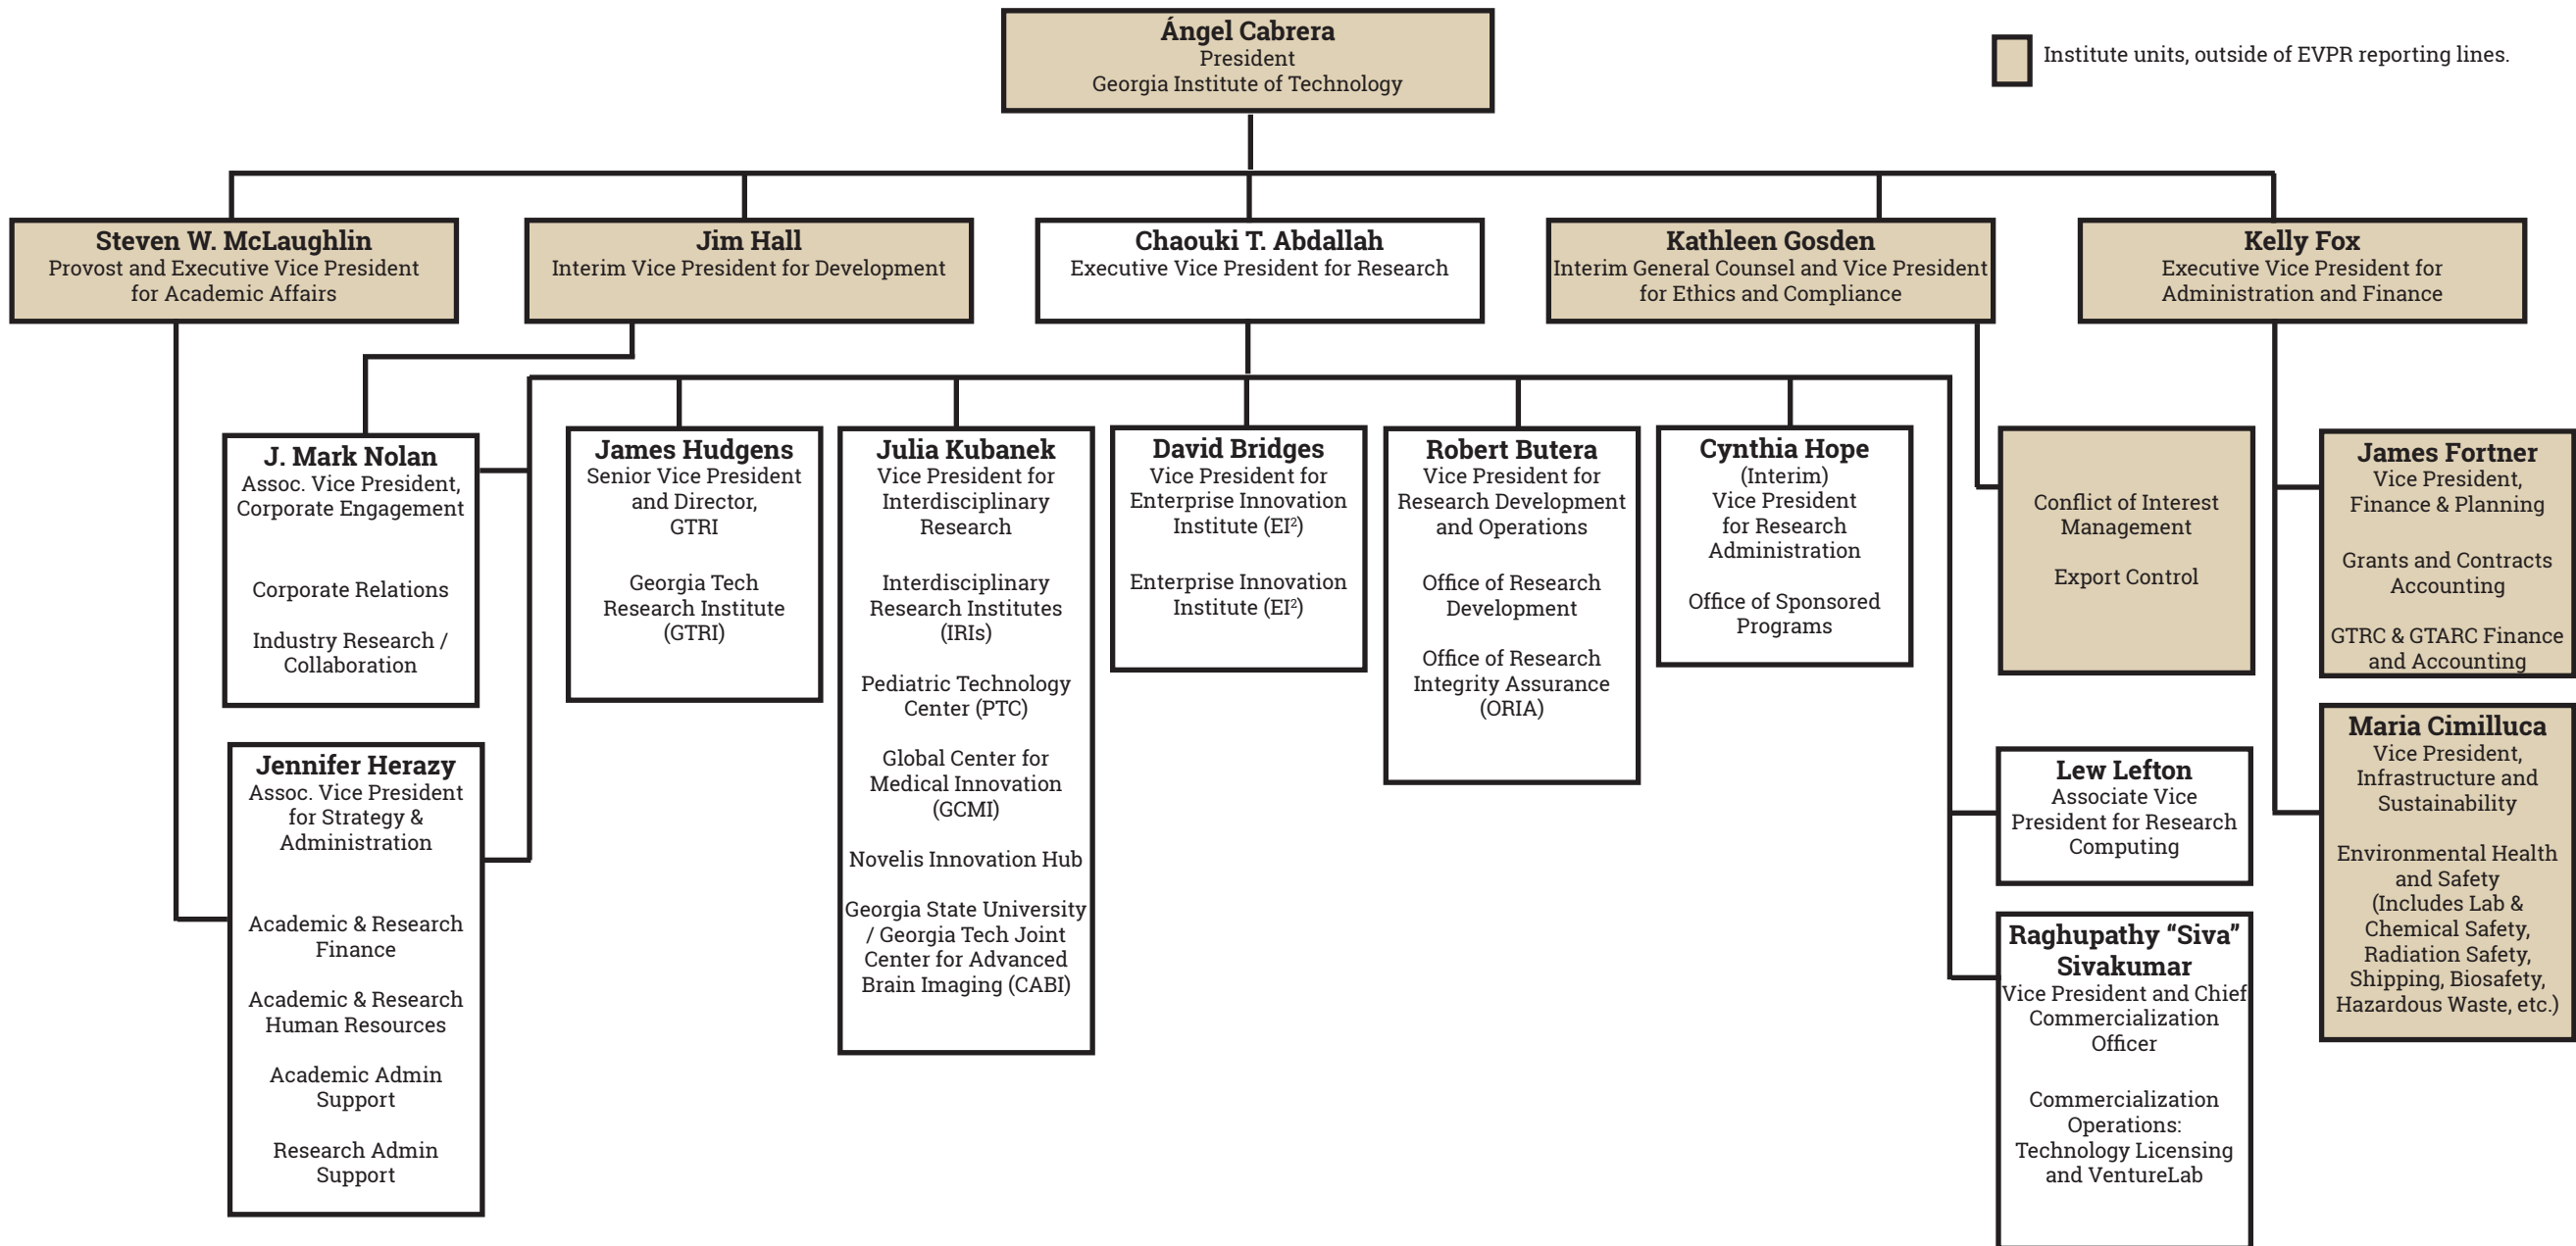 Ángel Cabrera
President
Georgia Institute of Technology
Institute units, outside of EVPR reporting lines.
Steven W. McLaughlin
Provost and Executive Vice President
for Academic Affairs
Jim Hall
Interim Vice President for Development
Chaouki T. Abdallah
Executive Vice President for Research
Kathleen Gosden
Interim General Counsel and Vice President
for Ethics and Compliance
Kelly Fox
Executive Vice President for
Administration and Finance
J. Mark Nolan
Assoc. Vice President,
Corporate Engagement
Corporate Relations
Industry Research /
Collaboration
James Hudgens
Senior Vice President
and Director,
GTRI
Georgia Tech
Research Institute
(GTRI)
Julia Kubanek
Vice President for
Interdisciplinary
Research
Interdisciplinary
Research Institutes
(IRIs)
Pediatric Technology
Center (PTC)
Global Center for
Medical Innovation
(GCMI)
Novelis Innovation Hub
Georgia State University
/ Georgia Tech Joint
Center for Advanced
Brain Imaging (CABI)
David Bridges
Vice President for
Enterprise Innovation
Institute (EI²)
Enterprise Innovation
Institute (EI²)
Robert Butera
Vice President for
Research Development
and Operations
Office of Research
Development
Office of Research
Integrity Assurance
(ORIA)
Cynthia Hope
(Interim)
Vice President
for Research
Administration
Office of Sponsored
Programs
Conflict of Interest
Management
Export Control
James Fortner
Vice President,
Finance & Planning
Grants and Contracts
Accounting
GTRC & GTARC Finance
and Accounting
Jennifer Herazy
Assoc. Vice President
for Strategy &
Administration
Academic & Research
Finance
Academic & Research
Human Resources
Academic Admin
Support
Research Admin
Support
Lew Lefton
Associate Vice
President for Research
Computing
Raghupathy “Siva”
Sivakumar
Vice President and Chief
Commercialization
Officer
Commercialization
Operations:
Technology Licensing
and VentureLab
Maria Cimilluca
Vice President,
Infrastructure and
Sustainability
Environmental Health
and Safety
(Includes Lab &
Chemical Safety,
Radiation Safety,
Shipping, Biosafety,
Hazardous Waste, etc.)